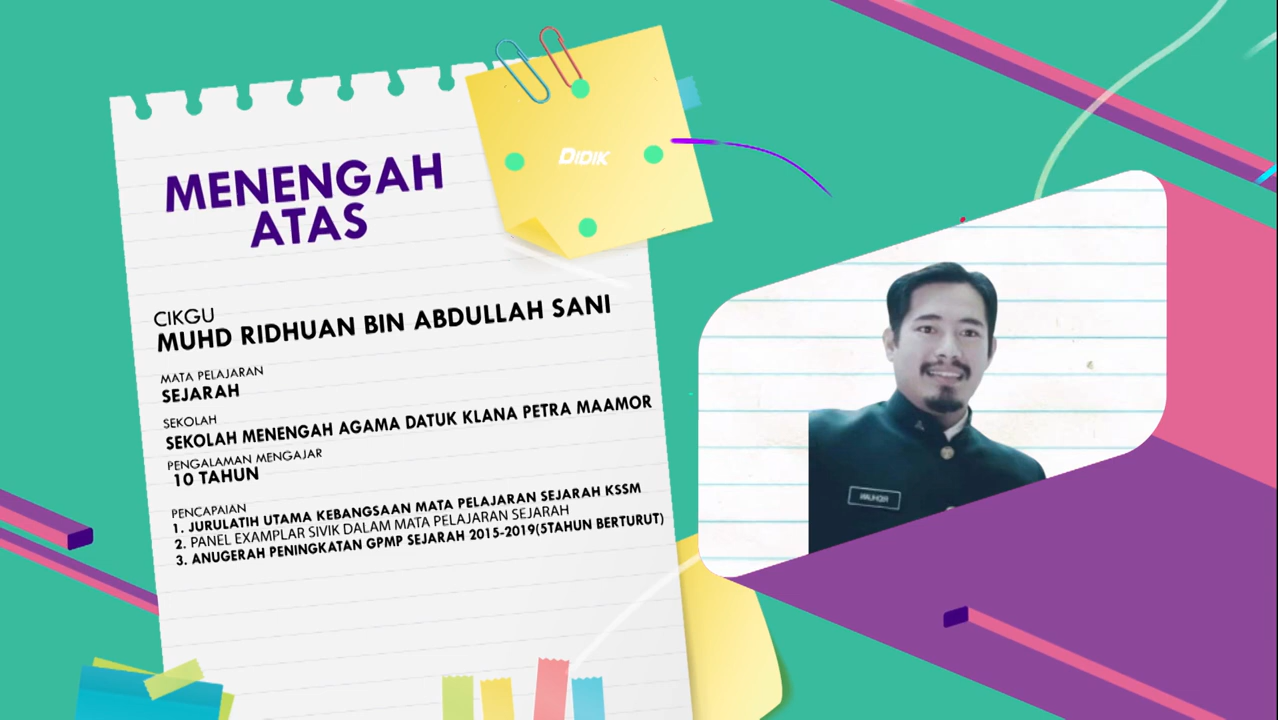 DIDIK
MENENGAH
ATAS
CIKGU
MUHD RIDHUAN BIN ABDULLAH SANI
MATA PELAJARAN
SEJARAH
SEKOLAH
SEKOLAH MENENGAH AGAMA DATUK KLANA PETRA MAAMOR
PENGALAMAN MENGAJAR
10 TAHUN
PENCAPAIAN
1. JURULATIH UTAMA KEBANGSAAN MATA PELAJARAN SEJARAH KSSM
2. PANEL EXAMPLAR SIVIK DALAM MATA PELAJARAN SEJARAH
3. ANUGERAH PENINGKATAN GPMP SEJARAH 2015-2019(5TAHUN BERTURUT)